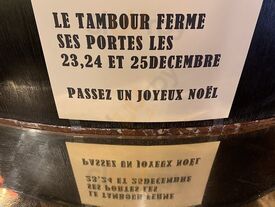 LE TAMBOUR FERME
SES PORTES LES
23,24 ET 25DECEMBRE
PASSEZ UN JOYEUX NOËL